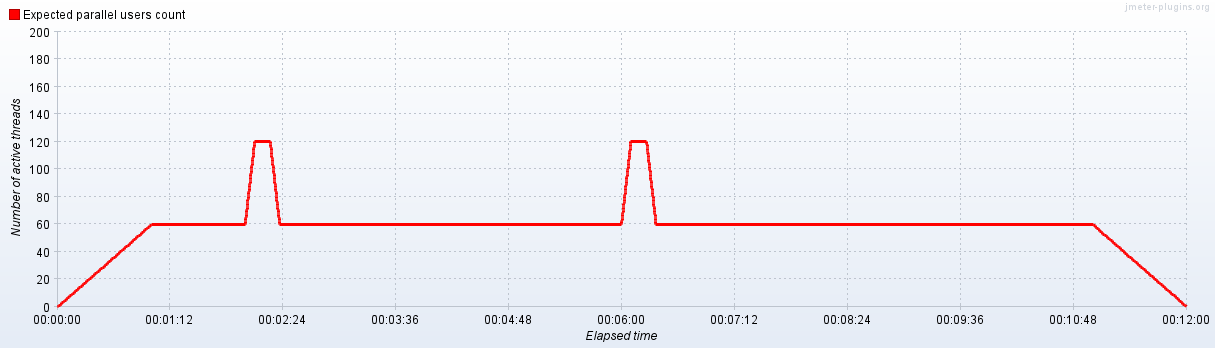 jmeter-plugins.org
Expected parallel users count
200
180
160
140
120
100
80
60
40
20
0
Number of active threads
00:00:00 00:01:12 00:02:24 00:03:36 00:04:48 00:06:00 00:07:12 00:08:24 00:09:36 00:10:48 00:12:00
Elapsed time